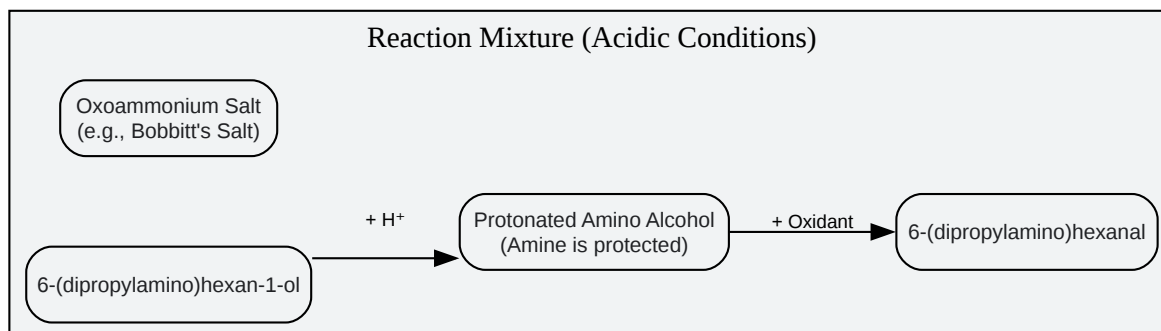 Reaction Mixture (Acidic Conditions)
Oxoammonium Salt
(e.g., Bobbitt's Salt)
+ H⁺
Protonated Amino Alcohol
(Amine is protected)
+ Oxidant
6-(dipropylamino)hexanal
6-(dipropylamino)hexan-1-ol